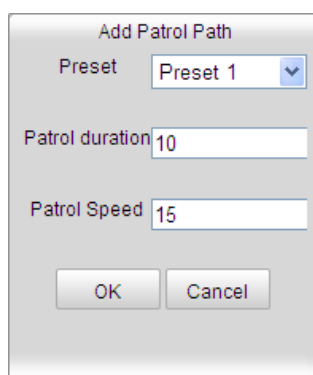 Add Patrol Path
Preset Preset 1
Patrol duration 10
Patrol Speed 15
OK Cancel